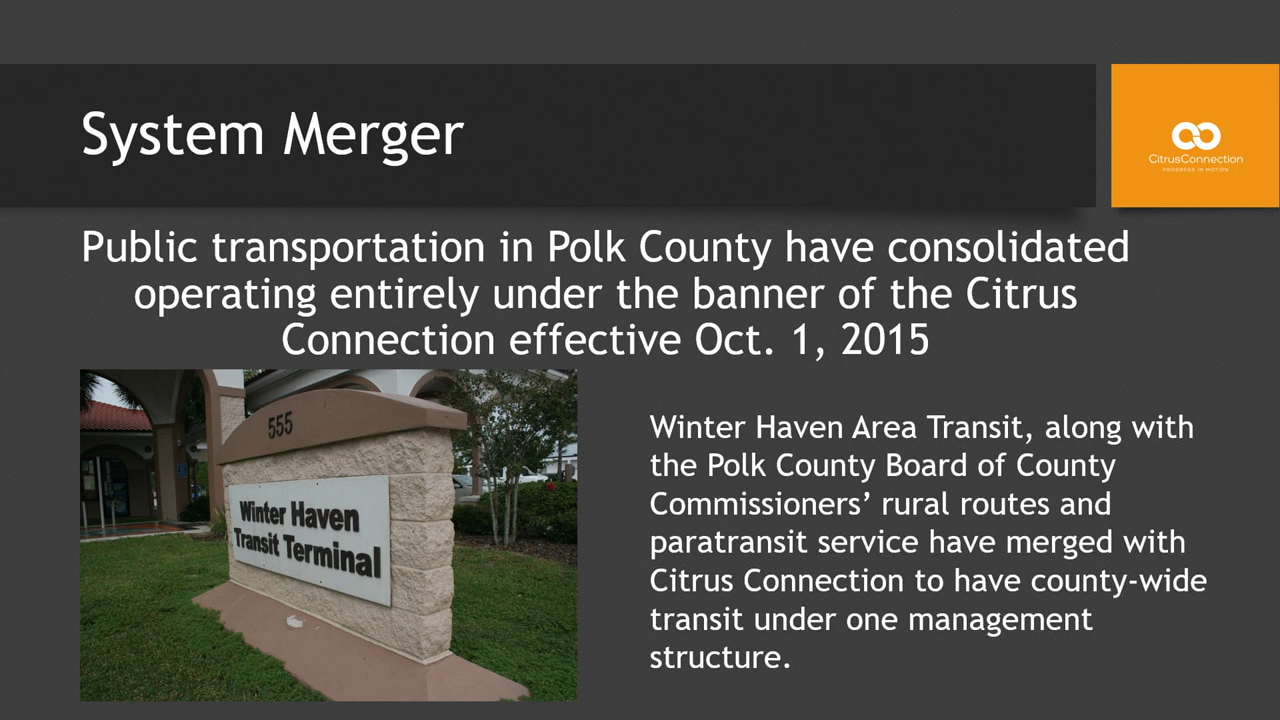 System Merger
CitrusConnection
PROGRESS IN MOTION
Public transportation in Polk County have consolidated
operating entirely under the banner of the Citrus
Connection effective Oct. 1, 2015
555
Winter Haven
Transit Terminal
Winter Haven Area Transit, along with
the Polk County Board of County
Commissioners’ rural routes and
paratransit service have merged with
Citrus Connection to have county-wide
transit under one management
structure.